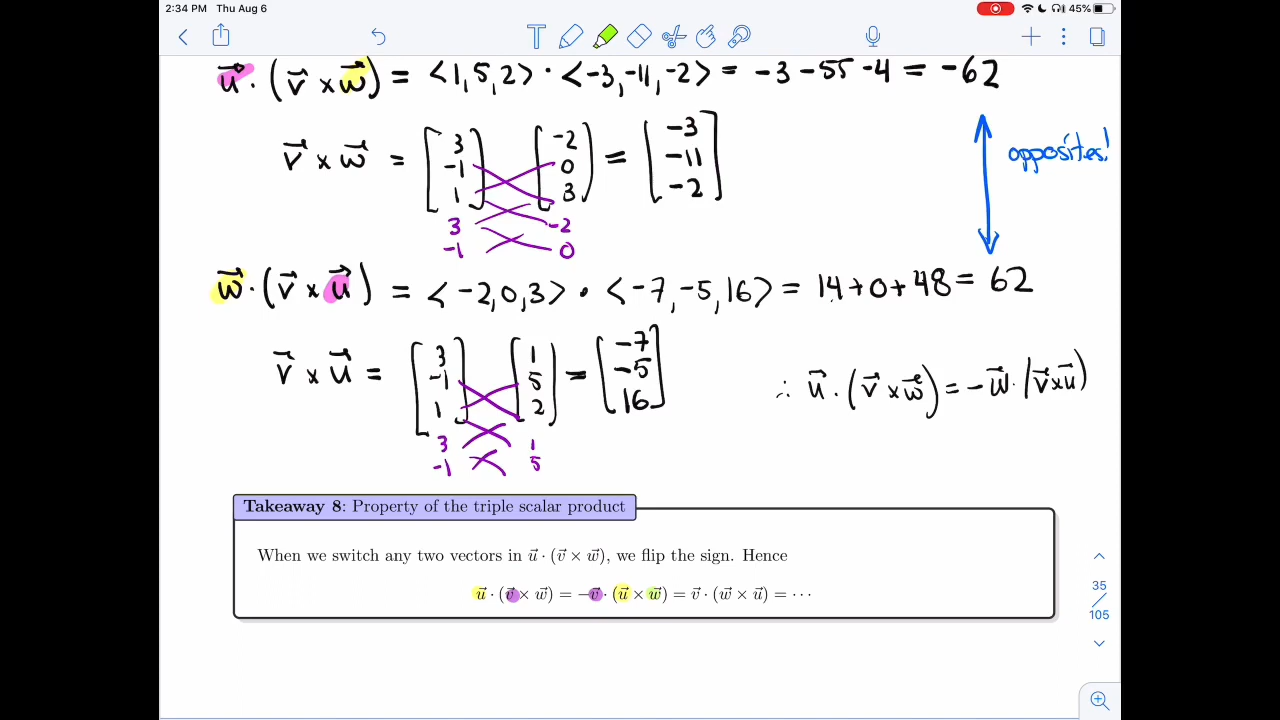 2:34 PM Thu Aug 6 45%
T
u⃗ · (v⃗ × w⃗) = <1, 5, 2> · <-3, -11, -2> = -3 - 55 - 4 = -62
opposites!
v⃗ × w⃗ = [3 -1 1] [-2 0 3] = [-3 -11 -2]
3 -2
-1 0
w⃗ · (v⃗ × u⃗) = <-2, 0, 3> · <-7, -5, 16> = 14 + 0 + 48 = 62
v⃗ × u⃗ = [3 -1 1] [1 5 2] = [-7 -5 16]
3 1
-1 5
∴ u⃗ · (v⃗ × w⃗) = -w⃗ · (v⃗ × u⃗)
Takeaway 8: Property of the triple scalar product
When we switch any two vectors in u⃗ · (v⃗ × w⃗), we flip the sign. Hence
u⃗ · (v⃗ × w⃗) = −v⃗ · (u⃗ × w⃗) = v⃗ · (w⃗ × u⃗) = · · ·
35
105